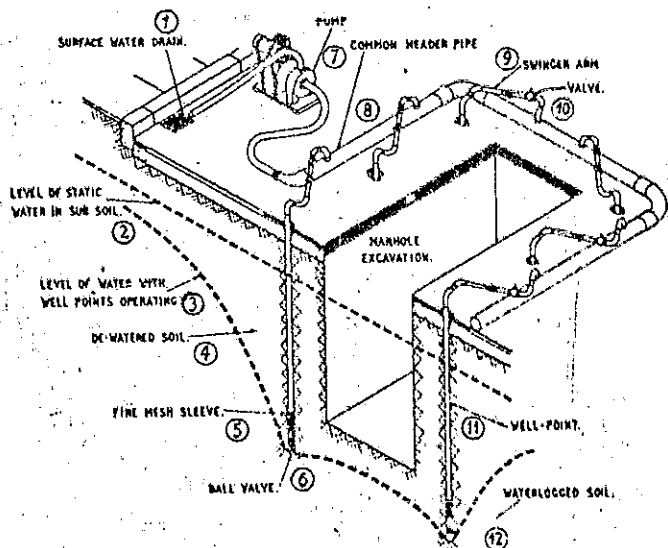 1
SURFACE WATER DRAIN.
PUMP
7
COMMON HEADER PIPE
8
9
SWINGER ARM
VALVE.
10
LEVEL OF STATIC
WATER IN SUB SOIL.
2
MANHOLE
EXCAVATION.
LEVEL OF WATER WITH
WELL POINTS OPERATING
3
DE-WATERED SOIL.
4
FINE MESH SLEEVE.
5
BALL VALVE.
6
11
WELL-POINT.
WATERLOGGED SOIL.
12